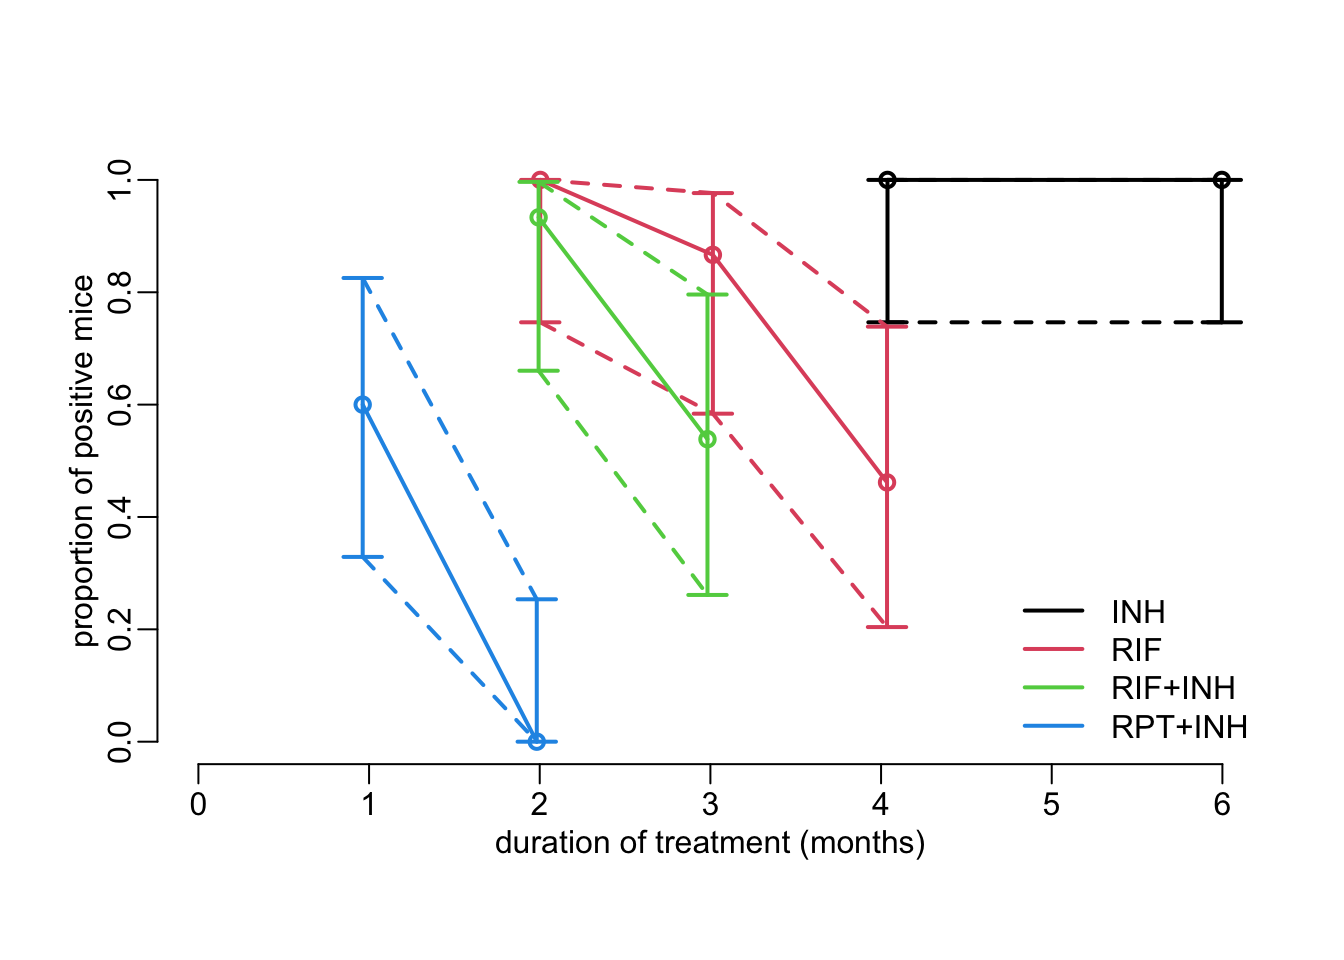 proportion of positive mice
1.0
0.8
0.6
0.4
0.2
0.0
INH
RIF
RIF+INH
RPT+INH
0 1 2 3 4 5 6
duration of treatment (months)